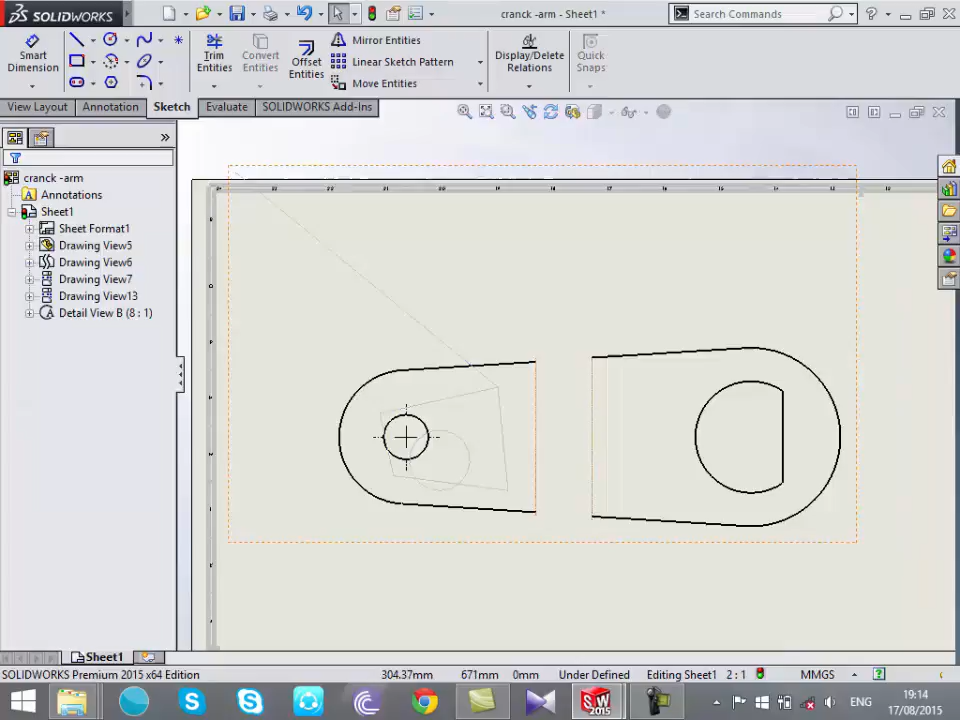 SOLIDWORKS
cranck -arm - Sheet1 *
Search Commands
Smart
Dimension
Trim
Entities
Convert
Entities
Offset
Entities
Mirror Entities
Linear Sketch Pattern
Move Entities
Display/Delete
Relations
Quick
Snaps
View Layout
Annotation
Sketch
Evaluate
SOLIDWORKS Add-Ins
cranck -arm
Annotations
Sheet1
Sheet Format1
Drawing View5
Drawing View6
Drawing View7
Drawing View13
Detail View B (8 : 1)
Sheet1
SOLIDWORKS Premium 2015 x64 Edition
304.37mm
671mm
0mm
Under Defined
Editing Sheet1
2 : 1
MMGS
ENG
19:14
17/08/2015